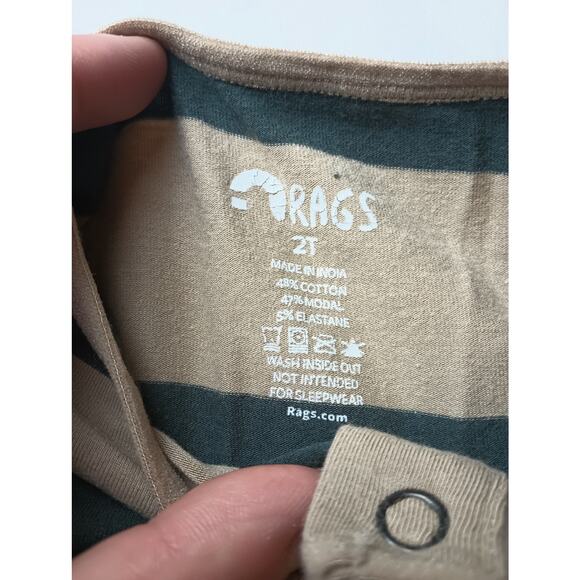 RAGS
2T
MADE IN INDIA
48% COTTON
47% MODAL
5% ELASTANE
WASH INSIDE OUT
NOT INTENDED
FOR SLEEPWEAR
Rags.com